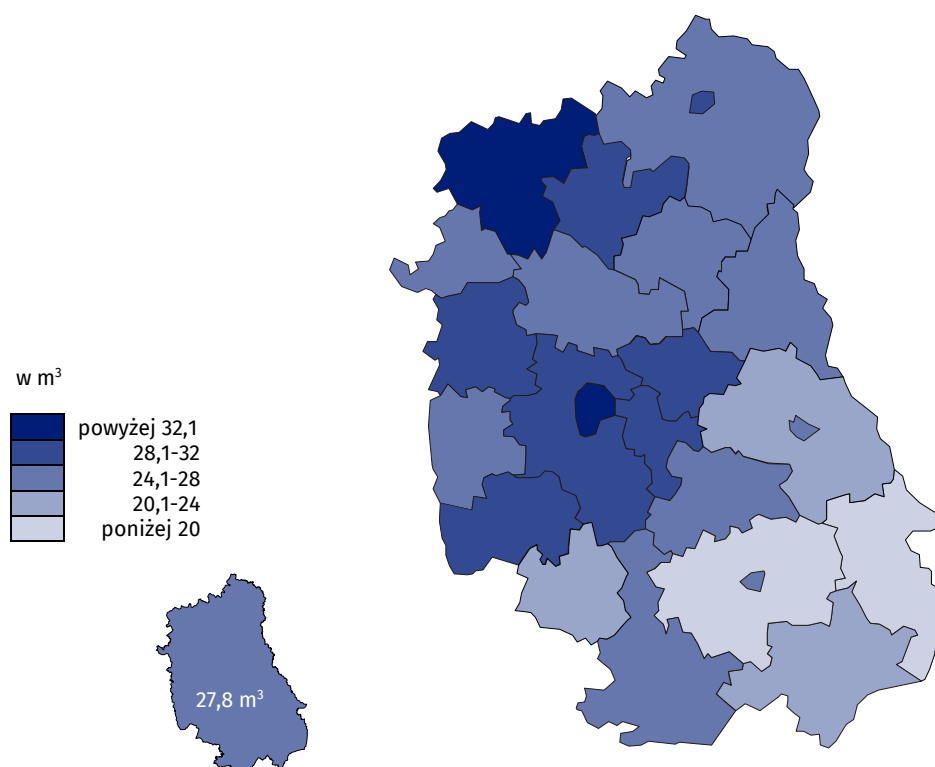 w m³
powyżej 32,1
28,1-32
24,1-28
20,1-24
poniżej 20
27,8 m³